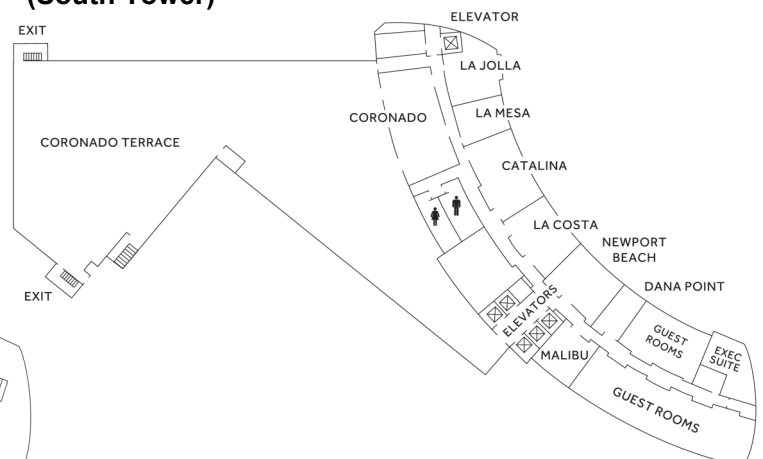 (South Tower)
ELEVATOR
EXIT
LA JOLLA
LA MESA
CORONADO
CORONADO TERRACE
CATALINA
LA COSTA
NEWPORT
BEACH
DANA POINT
EXIT
ELEVATORS
GUEST
ROOMS
EXEC
SUITE
MALIBU
GUEST ROOMS